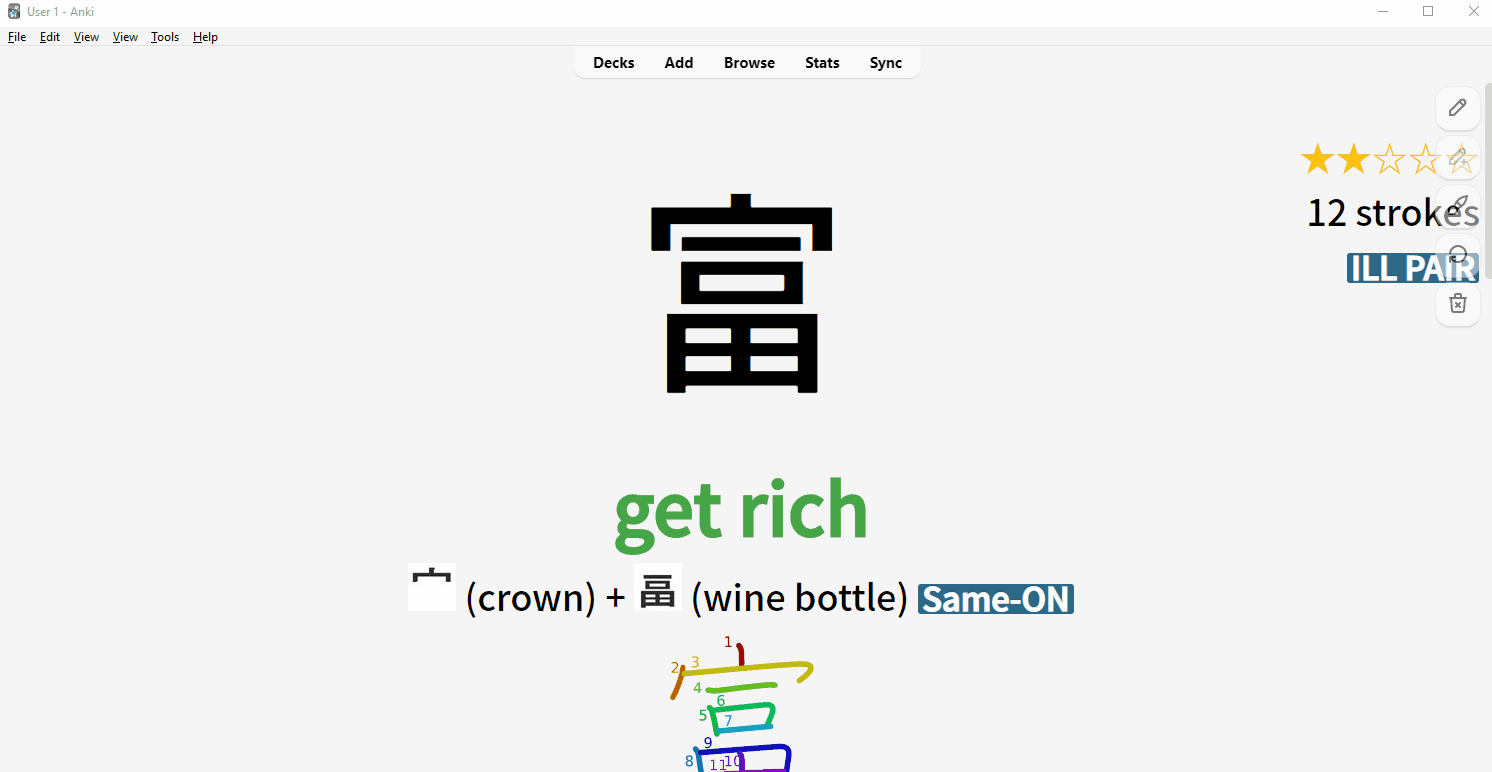 User 1 - Anki
File Edit View View Tools Help
Decks Add Browse Stats Sync
★★☆☆☆
12 strokes
ILL PAIR
富
get rich
宀 (crown) + 畐 (wine bottle) Same-ON
1
2 3
4
6
5 7
9
8 11 10